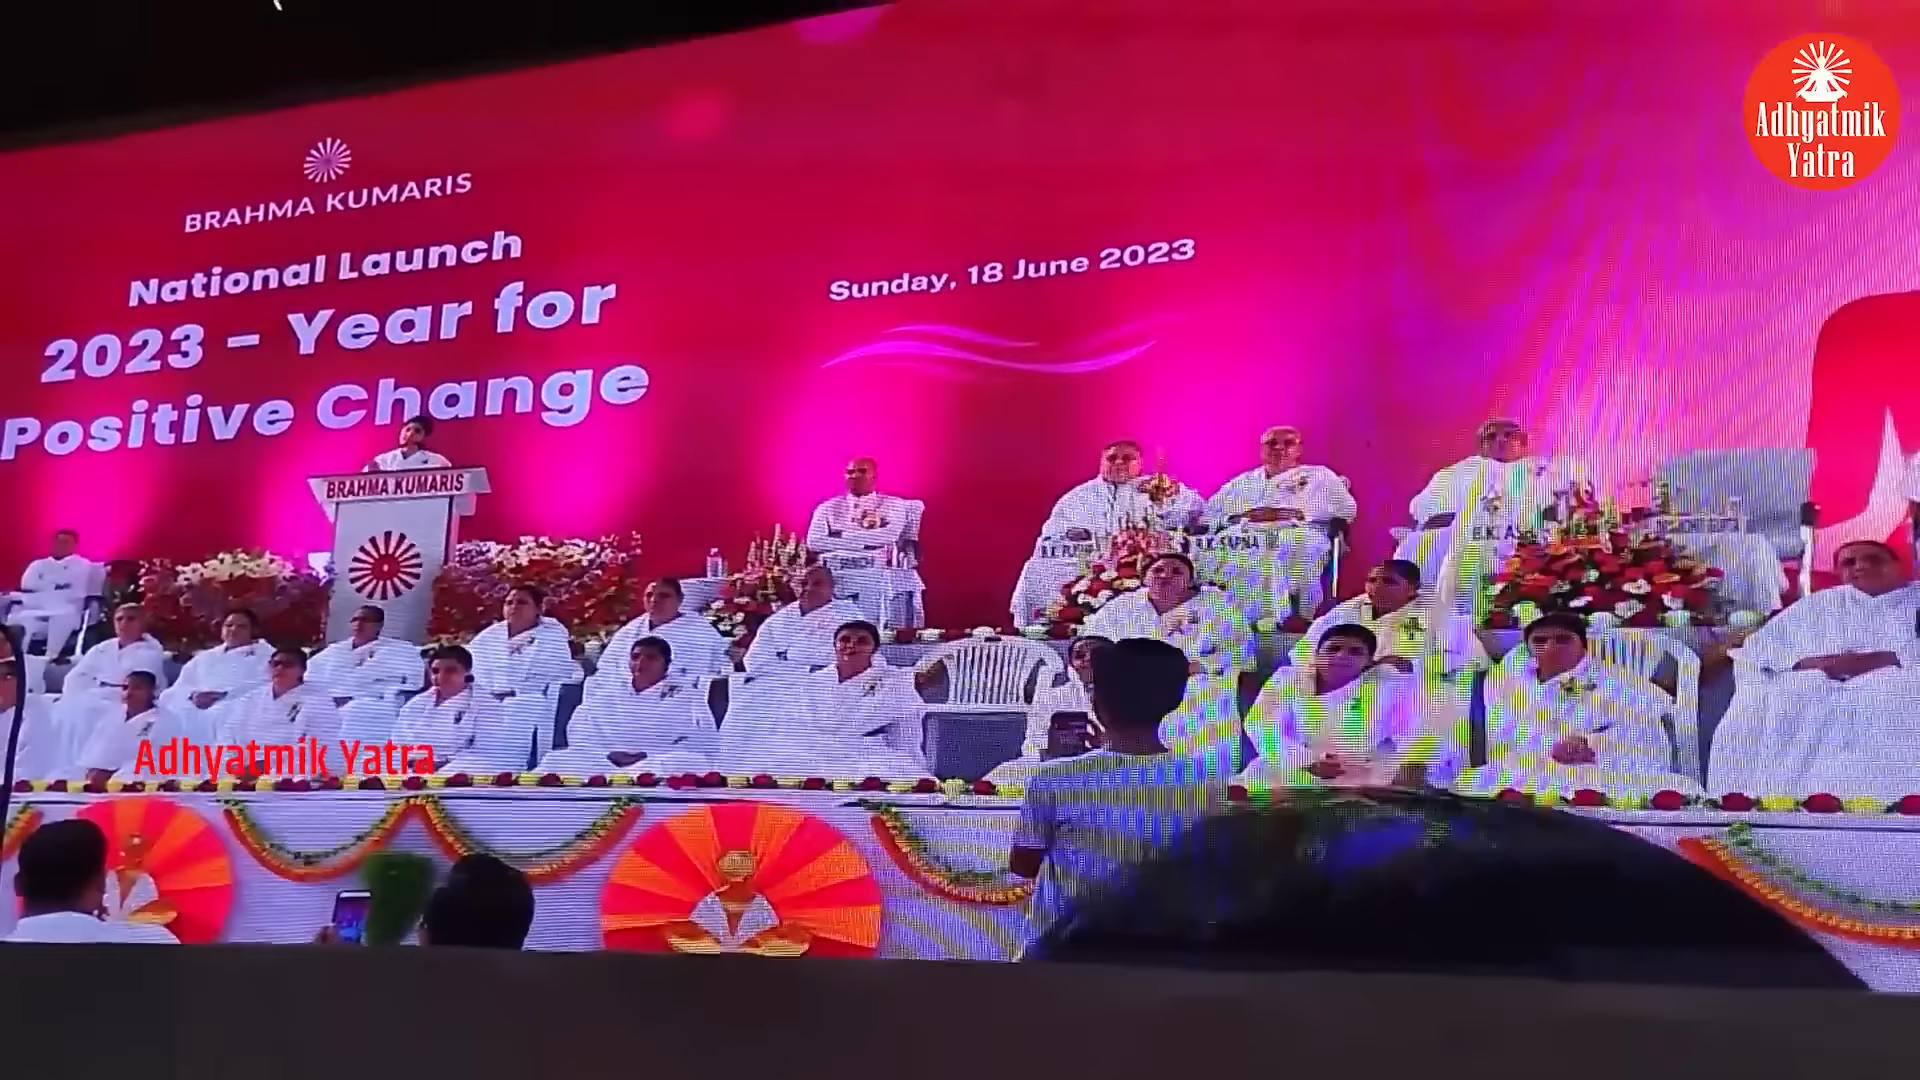 Adhyatmik
Yatra
BRAHMA KUMARIS
National Launch
2023 - Year for
Positive Change
Sunday, 18 June 2023
BRAHMA KUMARIS
Adhyatmik Yatra